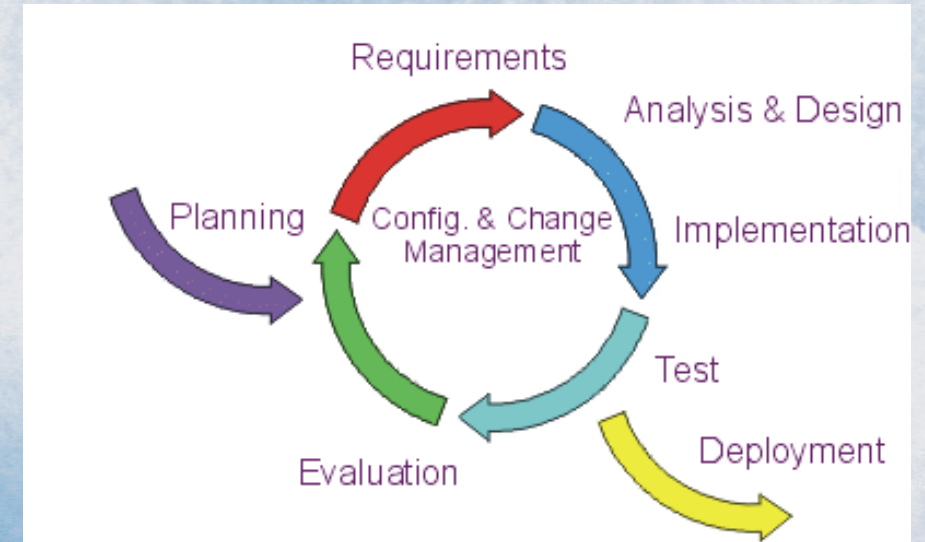 Requirements
Analysis & Design
Planning
Config. & Change
Management
Implementation
Test
Deployment
Evaluation